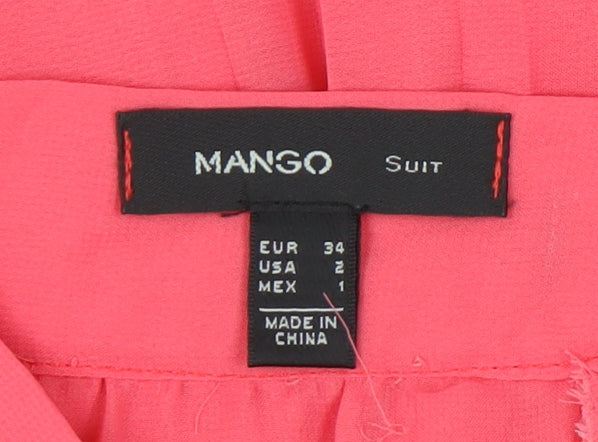 MANGO SUIT
EUR 34
USA 2
MEX 1
MADE IN
CHINA